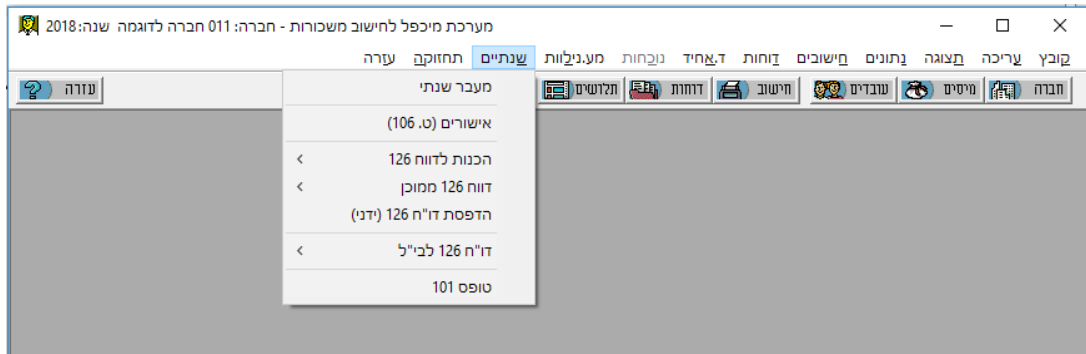 מערכת מיכפל לחישוב משכורות - חברה: 011 חברה לדוגמה שנה: 2018
קובץ עריכה תצוגה נתונים חישובים דוחות ד.אחיד נוכחות מע.נילוות שנתיים תחזוקה עזרה
חברה מיסים עובדים חישוב דוחות תלושים עזרה
מעבר שנתי
אישורים (ט. 106)
הכנות לדווח 126
דווח 126 ממוכן
הדפסת דו"ח 126 (ידני)
דו"ח 126 לבי"ל
טופס 101